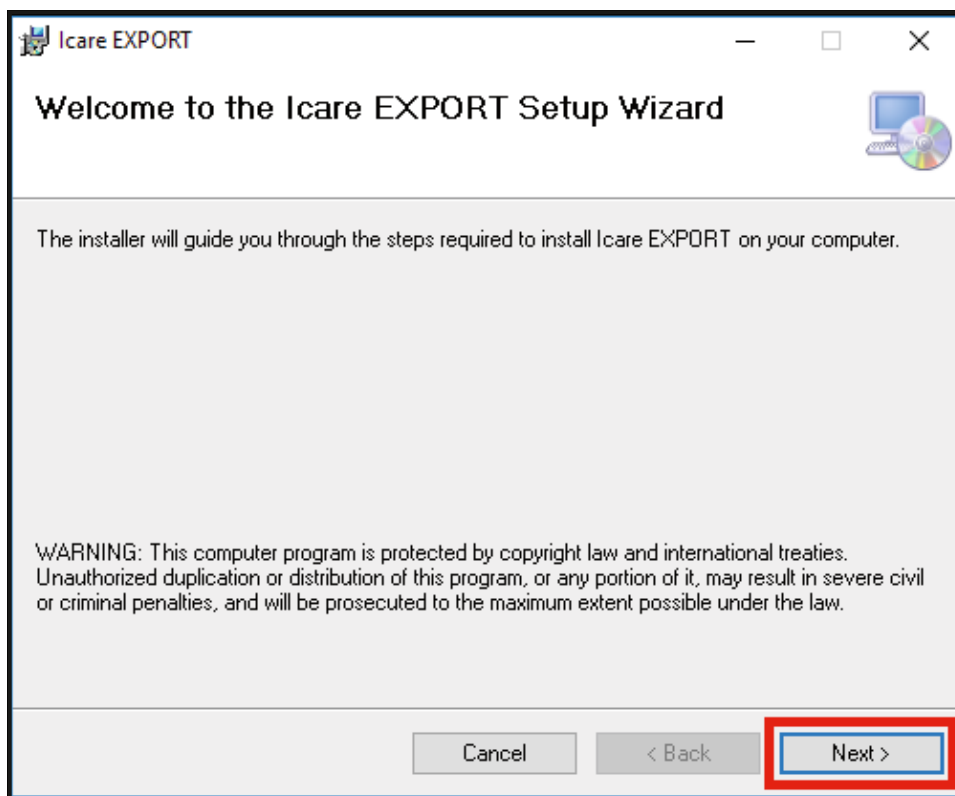 Icare EXPORT
Welcome to the Icare EXPORT Setup Wizard
The installer will guide you through the steps required to install Icare EXPORT on your computer.
WARNING: This computer program is protected by copyright law and international treaties.
Unauthorized duplication or distribution of this program, or any portion of it, may result in severe civil
or criminal penalties, and will be prosecuted to the maximum extent possible under the law.
Cancel
< Back
Next >